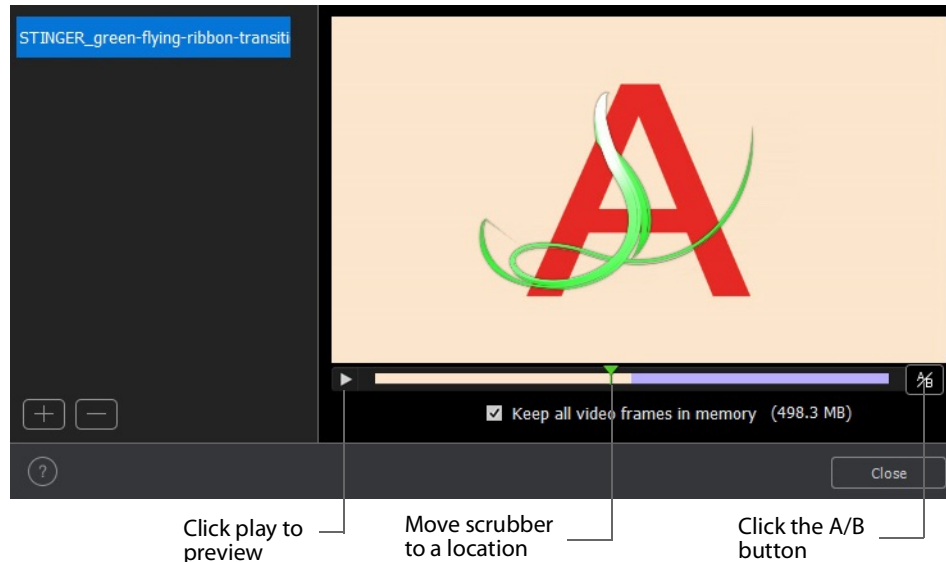 STINGER_green-flying-ribbon-transiti
A
A/B
Keep all video frames in memory (498.3 MB)
?
Close
Click play to
preview
Move scrubber
to a location
Click the A/B
button